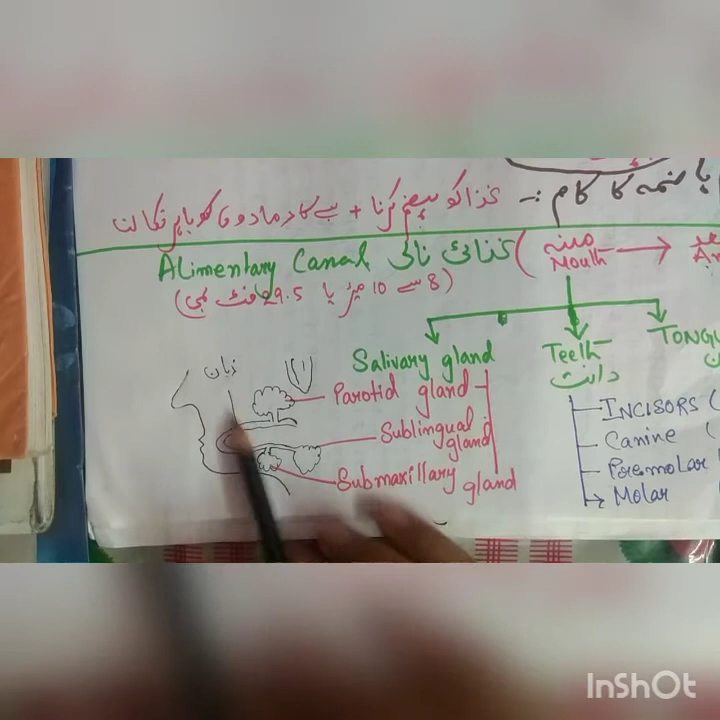 ہاضمہ کا کام :- غذا کو ہضم کرنا + بے کار مادوں کو باہر نکالنا
Alimentary Canal غذائی نالی (منہ
Mouth
(8 سے 10 میٹر یا 29.5 فٹ لمبی)
Salivary gland
Teeth
دانت
TONGU
زبان
Parotid gland
Sublingual gland
Submaxillary gland
INCISORS (
Canine (
Premolar
Molar
InShOt